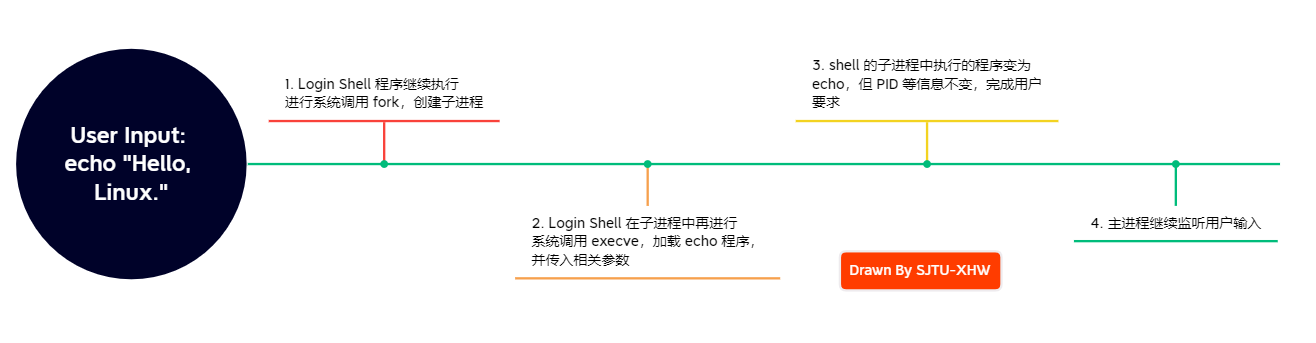 User Input:
echo "Hello,
Linux."
1. Login Shell 程序继续执行
进行系统调用 fork，创建子进程
2. Login Shell 在子进程中再进行
系统调用 execve，加载 echo 程序，
并传入相关参数
3. shell 的子进程中执行的程序变为
echo，但 PID 等信息不变，完成用户
要求
4. 主进程继续监听用户输入
Drawn By SJTU-XHW